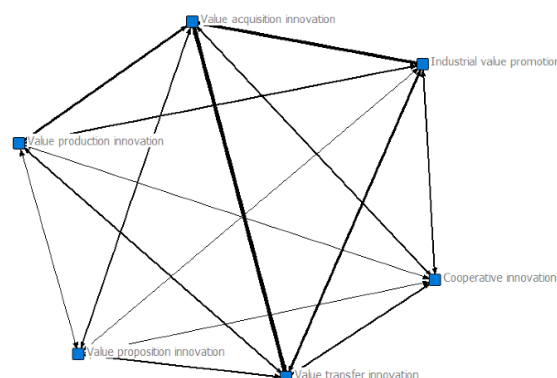 Value acquisition innovation
Industrial value promotion
Value production innovation
Cooperative innovation
Value proposition innovation
Value transfer innovation